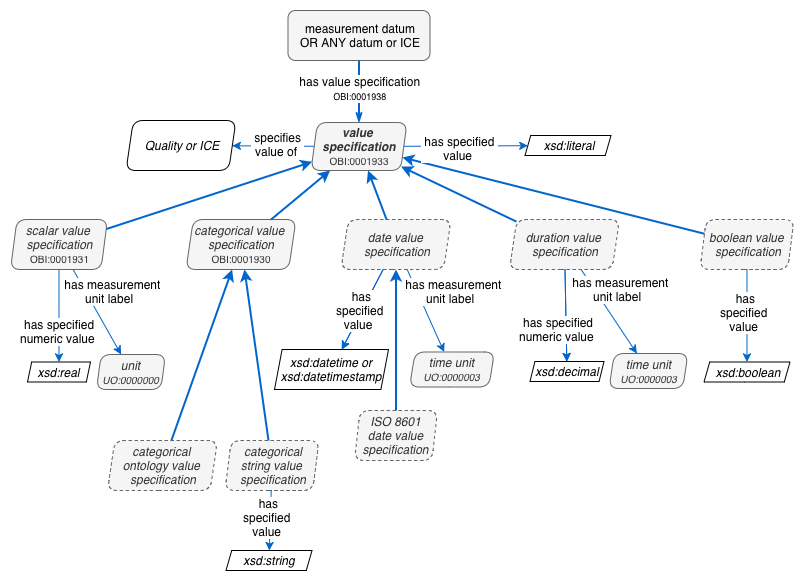 measurement datum
OR ANY datum or ICE
has value specification
OBI:0001938
Quality or ICE
specifies
value of
value
specification
OBI:0001933
has specified
value
xsd:literal
scalar value
specification
OBI:0001931
categorical value
specification
OBI:0001930
date value
specification
duration value
specification
boolean value
specification
has measurement
unit label
has specified
numeric value
has
specified
value
has measurement
unit label
has measurement
unit label
has specified
numeric value
has
specified
value
xsd:real
unit
UO:0000000
xsd:datetime or
xsd:datetimestamp
time unit
UO:0000003
xsd:decimal
time unit
UO:0000003
xsd:boolean
ISO 8601
date value
specification
categorical
ontology value
specification
categorical
string value
specification
has
specified
value
xsd:string